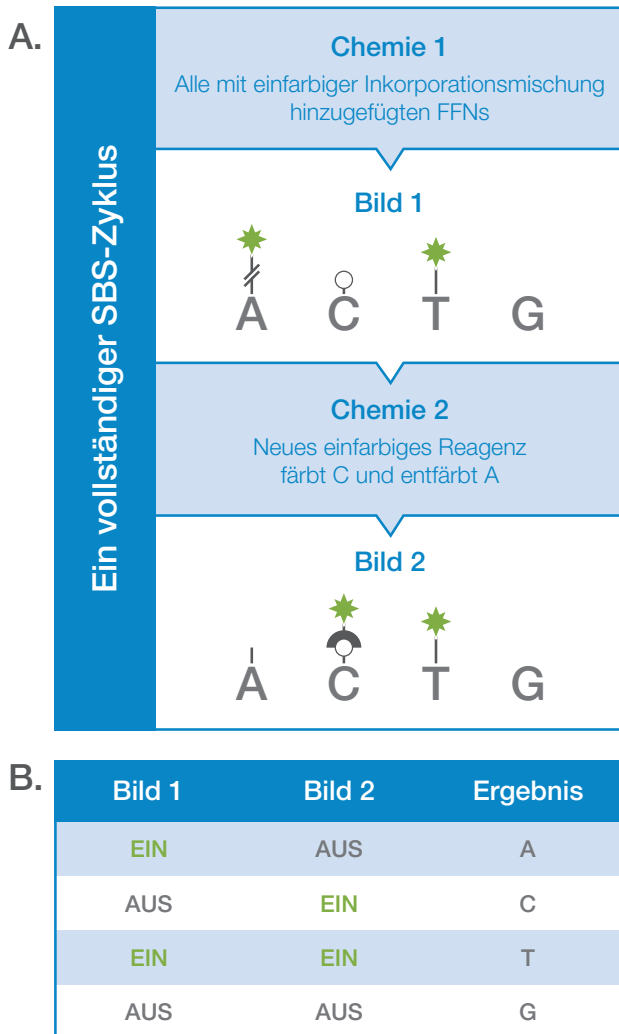 A.
Ein vollständiger SBS-Zyklus
Chemie 1
Alle mit einfarbiger Inkorporationsmischung
hinzugefügten FFNs
Bild 1
A C T G
Chemie 2
Neues einfarbiges Reagenz
färbt C und entfärbt A
Bild 2
A C T G
B.
Bild 1 Bild 2 Ergebnis
EIN AUS A
AUS EIN C
EIN EIN T
AUS AUS G